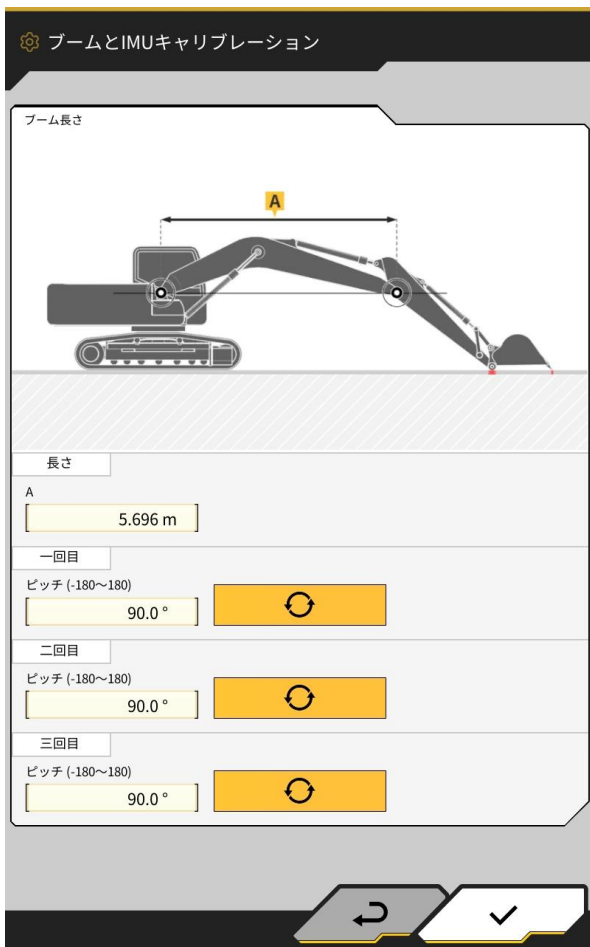 ブームとIMUキャリブレーション
ブーム長さ
A
長さ
A
5.696 m
一回目
ピッチ (-180～180)
90.0 °
二回目
ピッチ (-180～180)
90.0 °
三回目
ピッチ (-180～180)
90.0 °